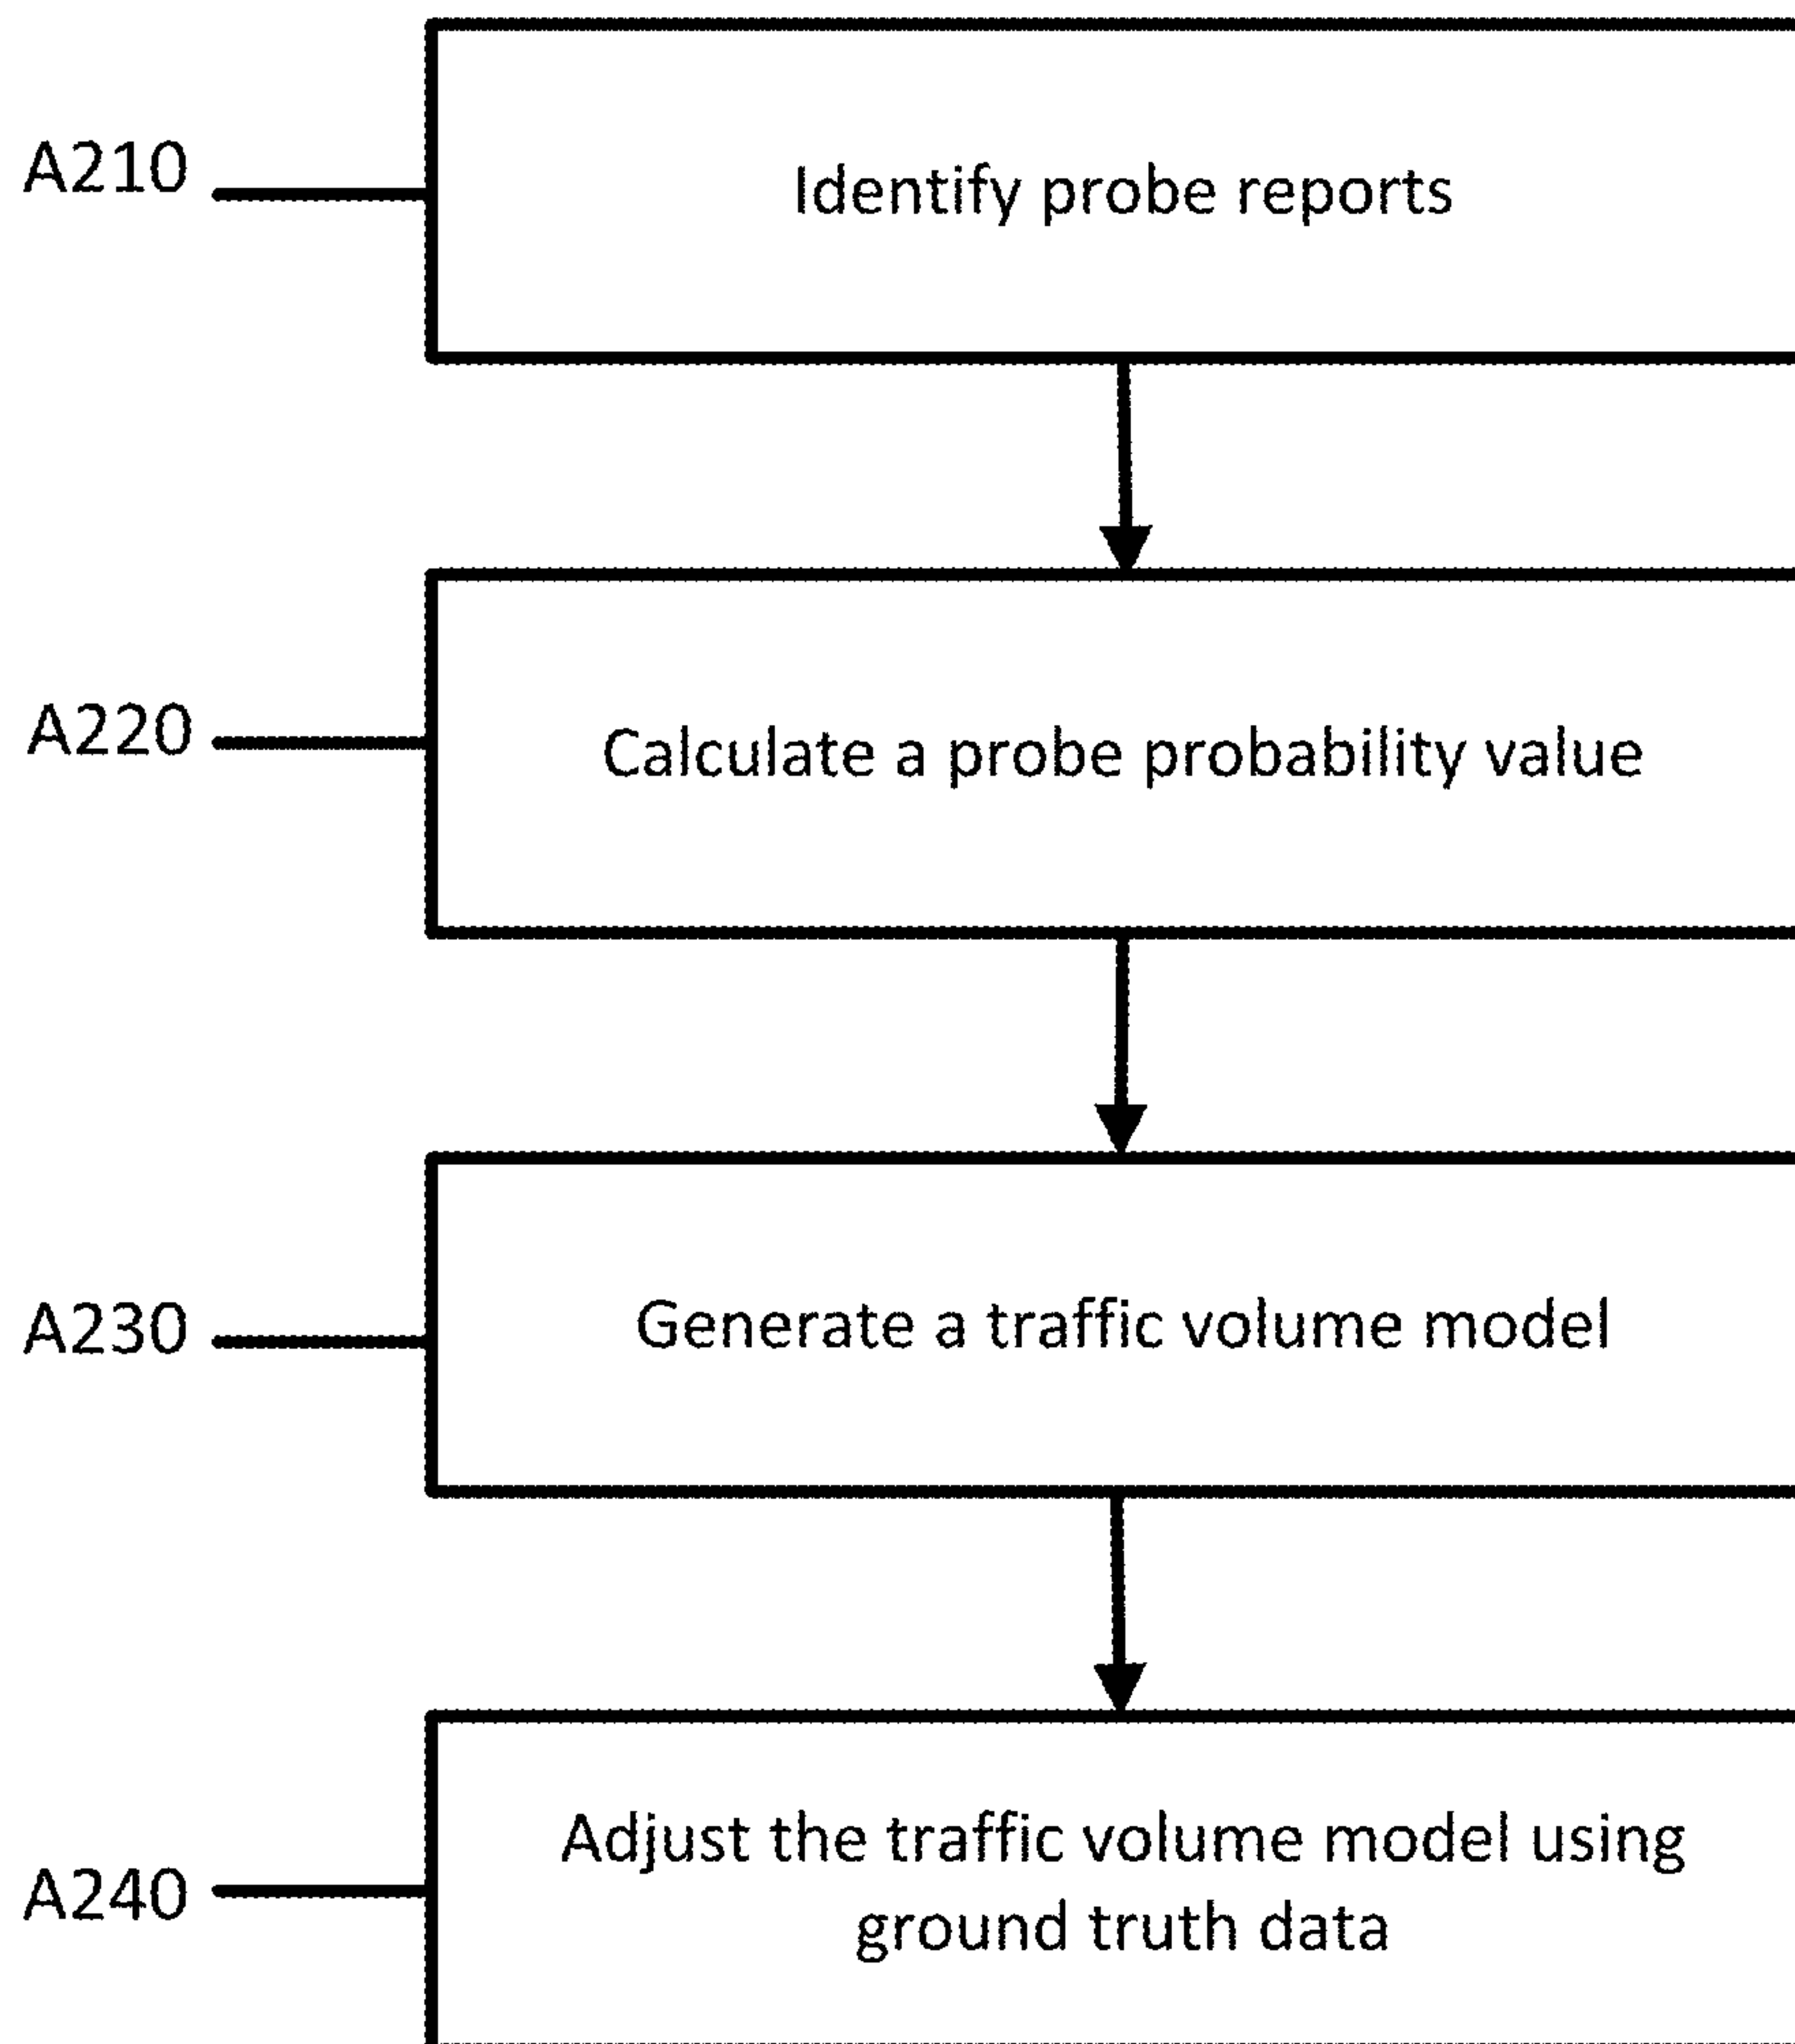 A210
Identify probe reports
A220
Calculate a probe probability value
A230
Generate a traffic volume model
A240
Adjust the traffic volume model using
ground truth data